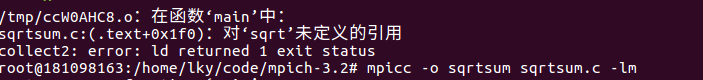 /tmp/ccW0AHC8.o：在函数‘main’中：
sqrtsum.c:(.text+0x1f0)：对‘sqrt’未定义的引用
collect2: error: ld returned 1 exit status
root@181098163:/home/lky/code/mpich-3.2# mpicc -o sqrtsum sqrtsum.c -lm